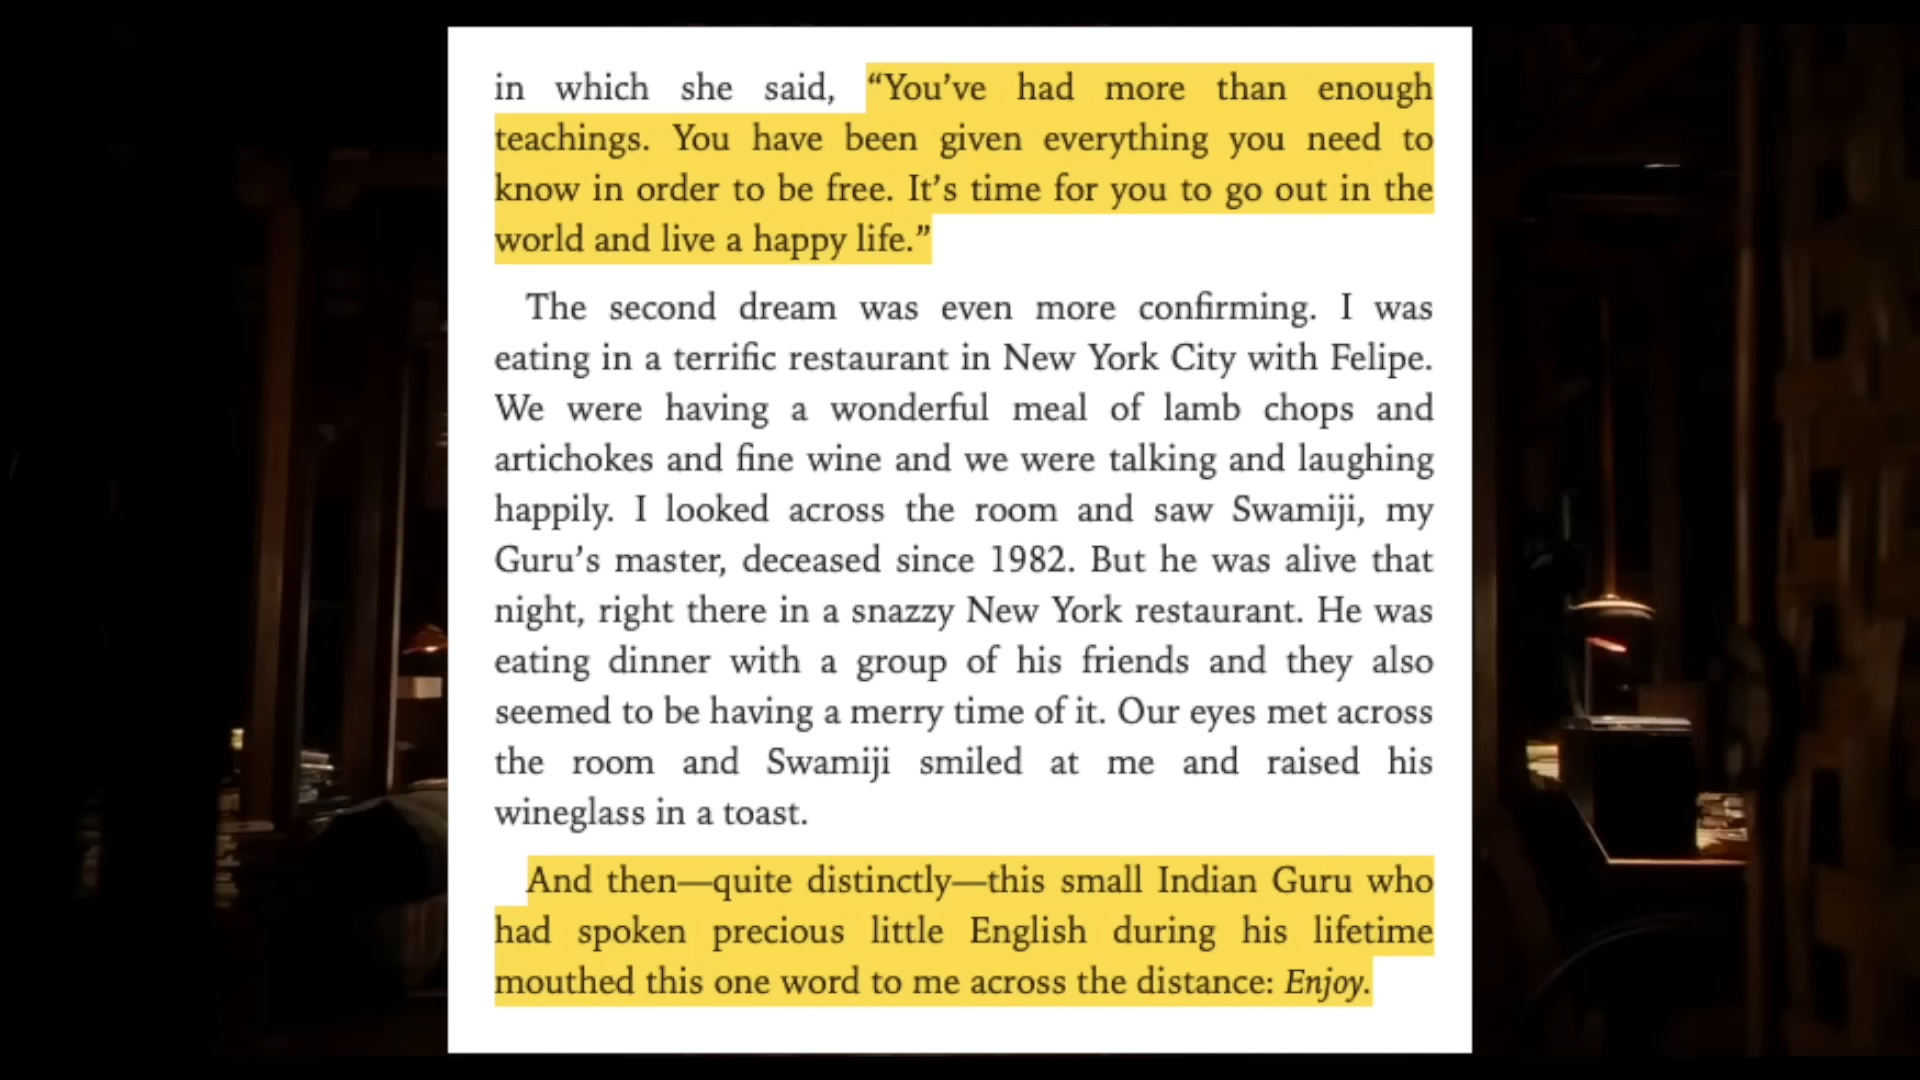 in which she said, “You’ve had more than enough
teachings. You have been given everything you need to
know in order to be free. It’s time for you to go out in the
world and live a happy life.”
The second dream was even more confirming. I was
eating in a terrific restaurant in New York City with Felipe.
We were having a wonderful meal of lamb chops and
artichokes and fine wine and we were talking and laughing
happily. I looked across the room and saw Swamiji, my
Guru’s master, deceased since 1982. But he was alive that
night, right there in a snazzy New York restaurant. He was
eating dinner with a group of his friends and they also
seemed to be having a merry time of it. Our eyes met across
the room and Swamiji smiled at me and raised his
wineglass in a toast.
And then—quite distinctly—this small Indian Guru who
had spoken precious little English during his lifetime
mouthed this one word to me across the distance: Enjoy.